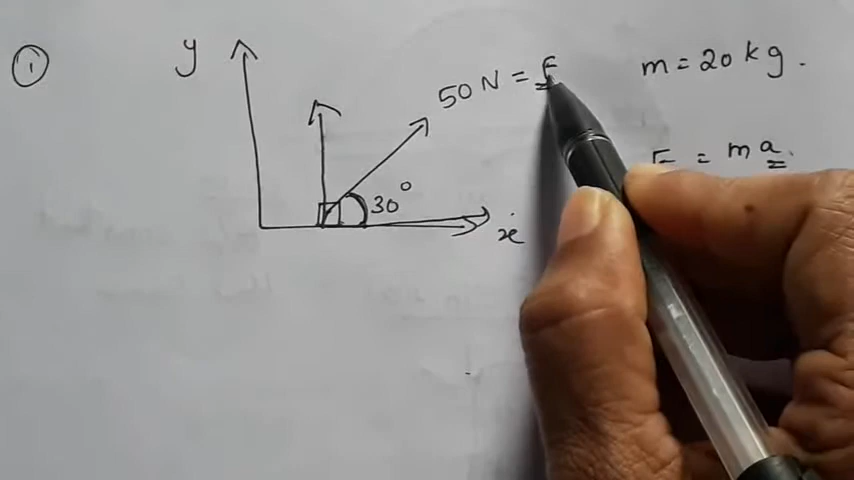 ① y 50 N = F m = 20 kg.
F = ma
30°
x